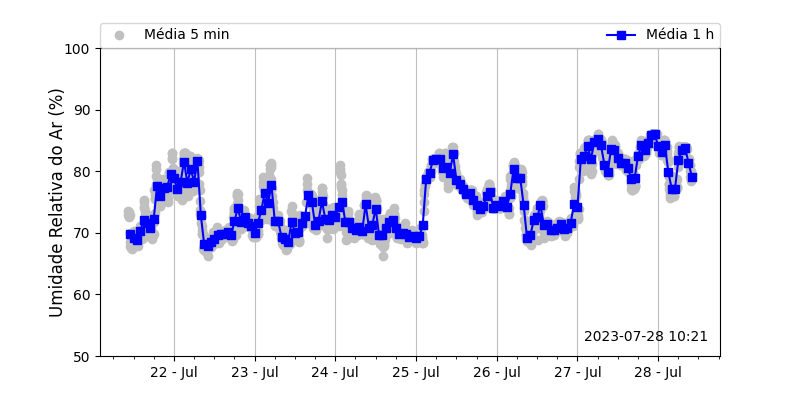 Média 5 min
Média 1 h
Umidade Relativa do Ar (%)
100
90
80
70
60
50
2023-07-28 10:21
22 - Jul
23 - Jul
24 - Jul
25 - Jul
26 - Jul
27 - Jul
28 - Jul